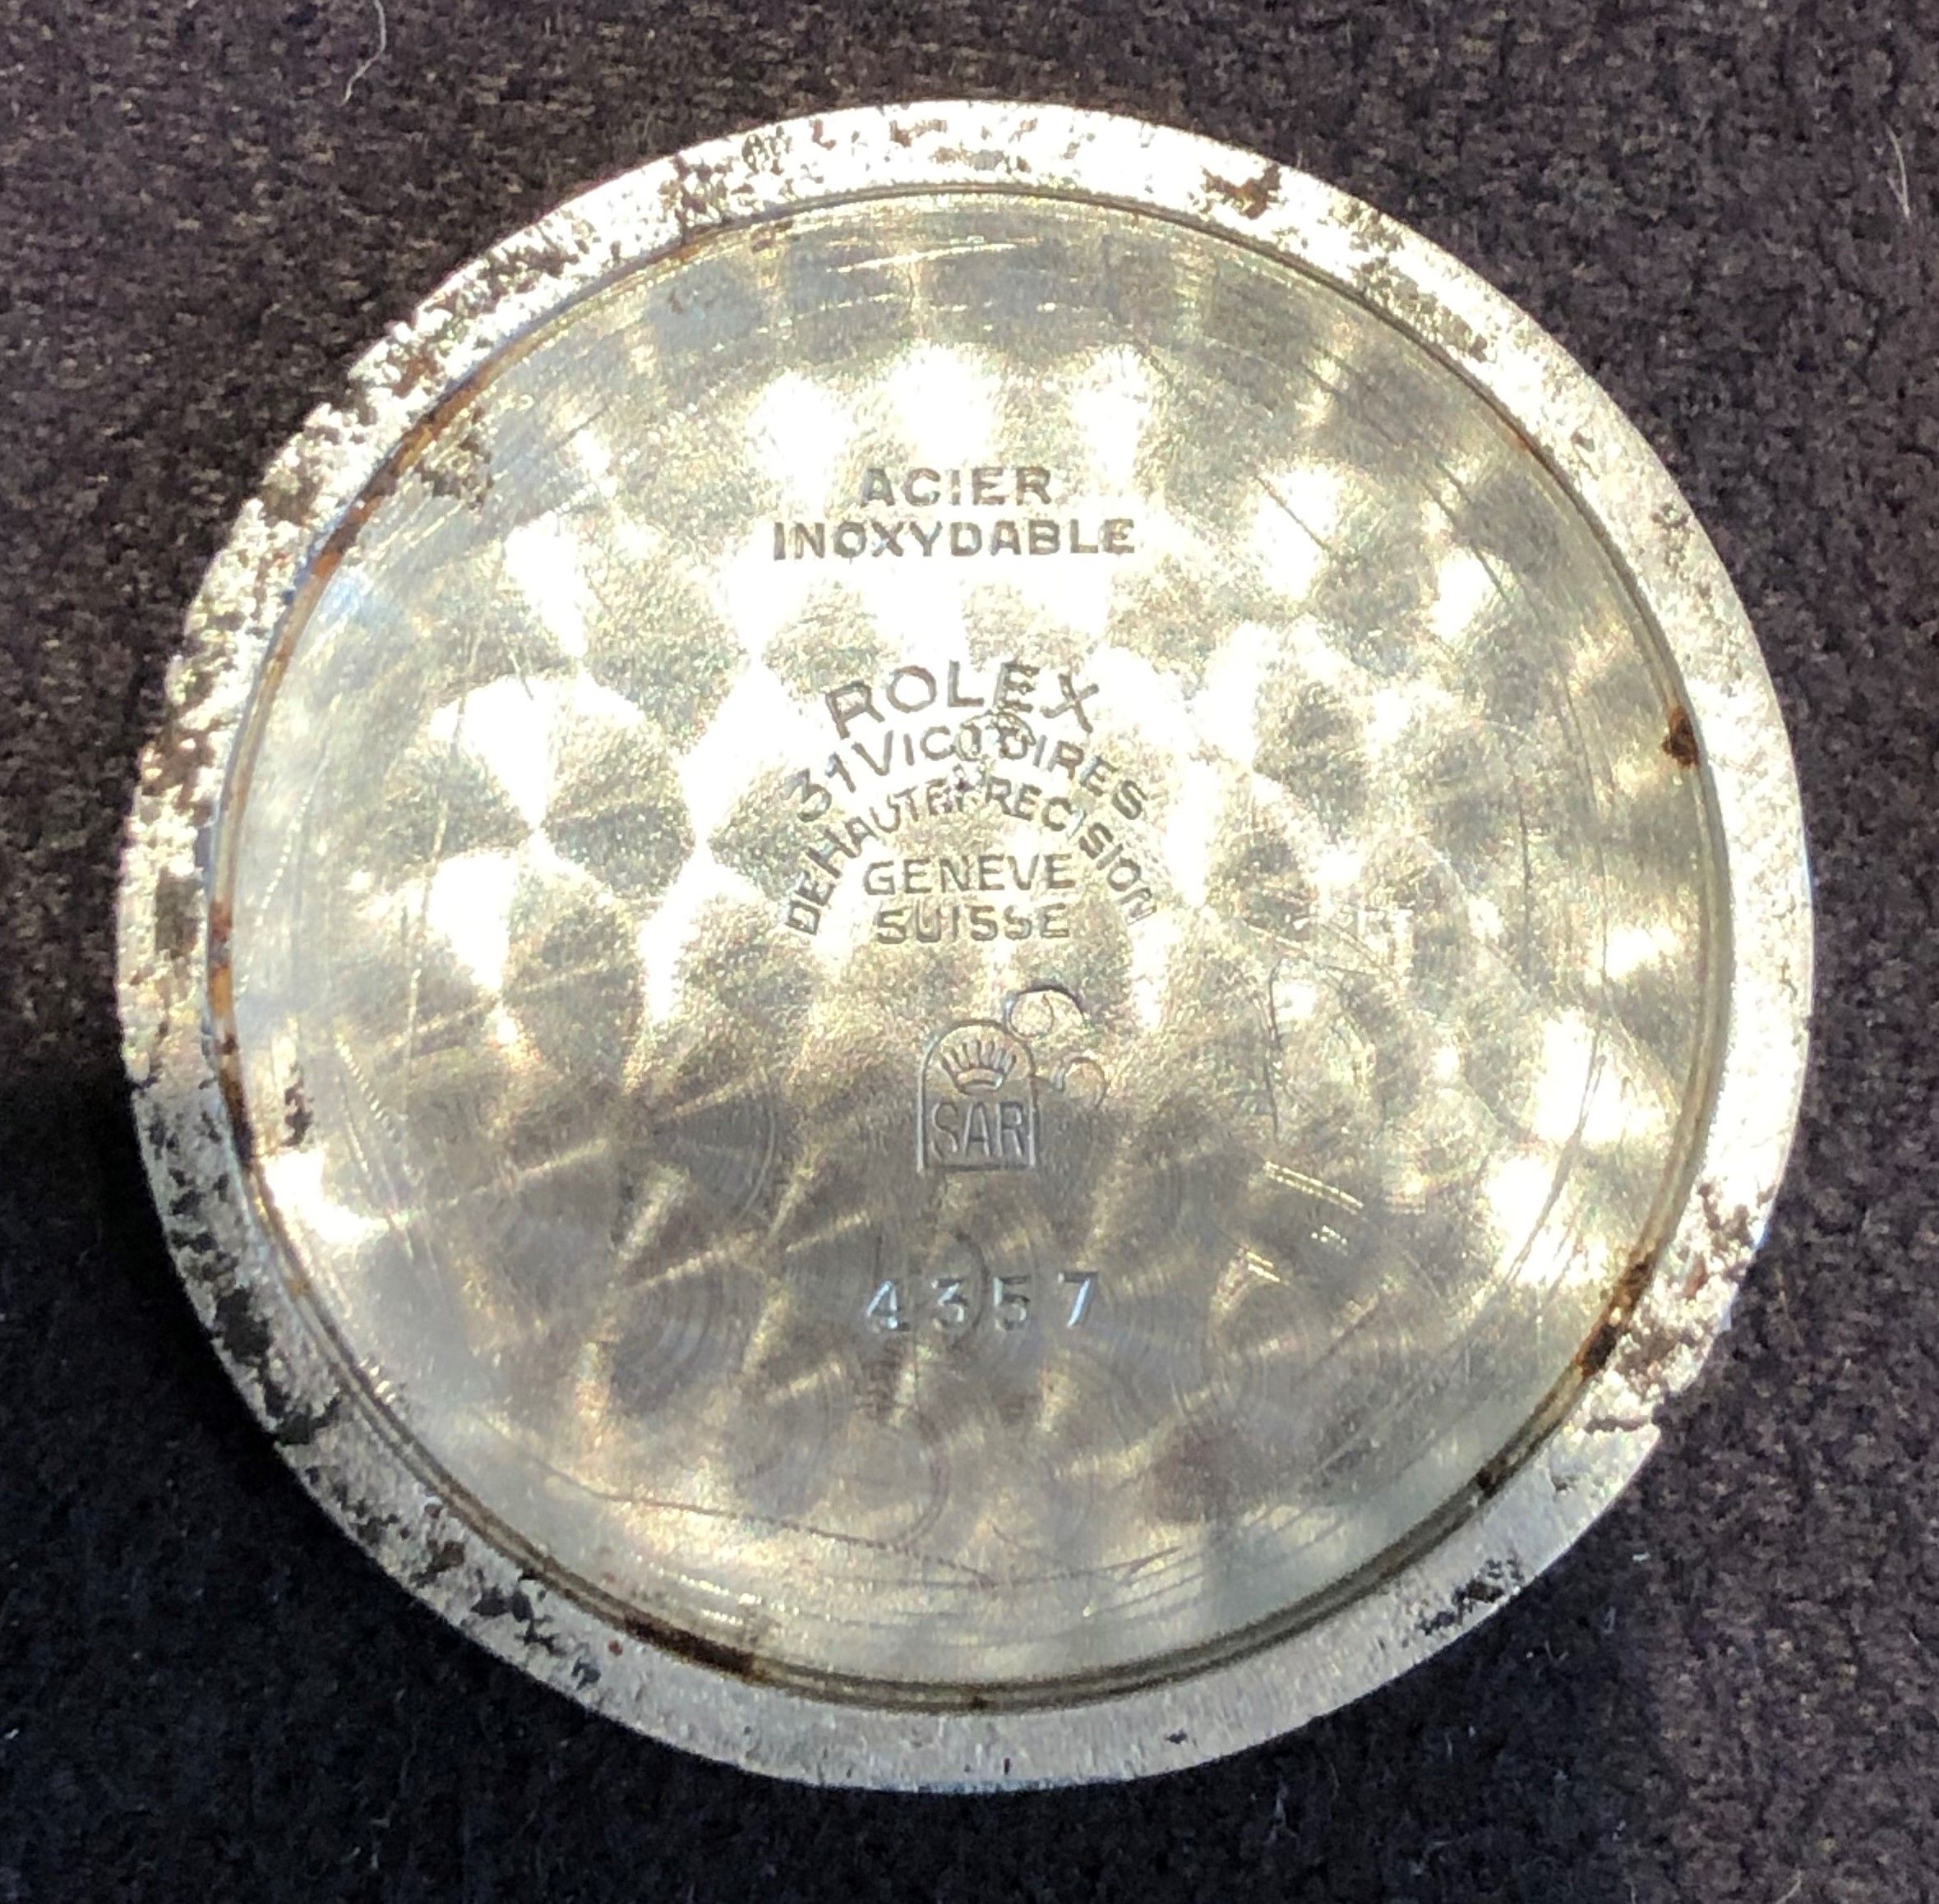 ACIER
INOXYDABLE
ROLEX
31 VICTOIRES
DE HAUTE PRECISION
GENEVE
SUISSE
SAR
4357